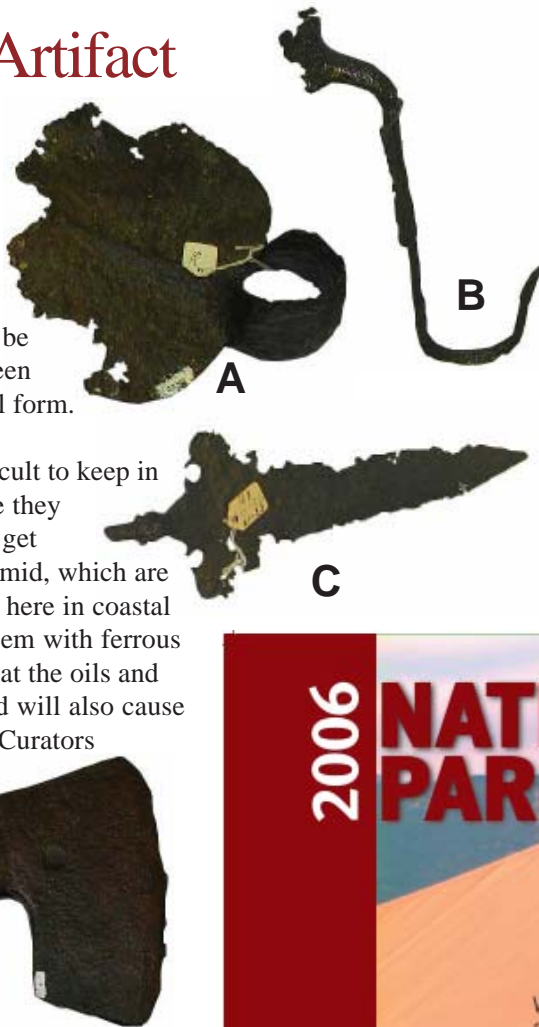 Artifact
A
B
be
een
l form.
cult to keep in
e they
get
mid, which are
here in coastal
em with ferrous
at the oils and
d will also cause
Curators
C
2006
NAT
PAR